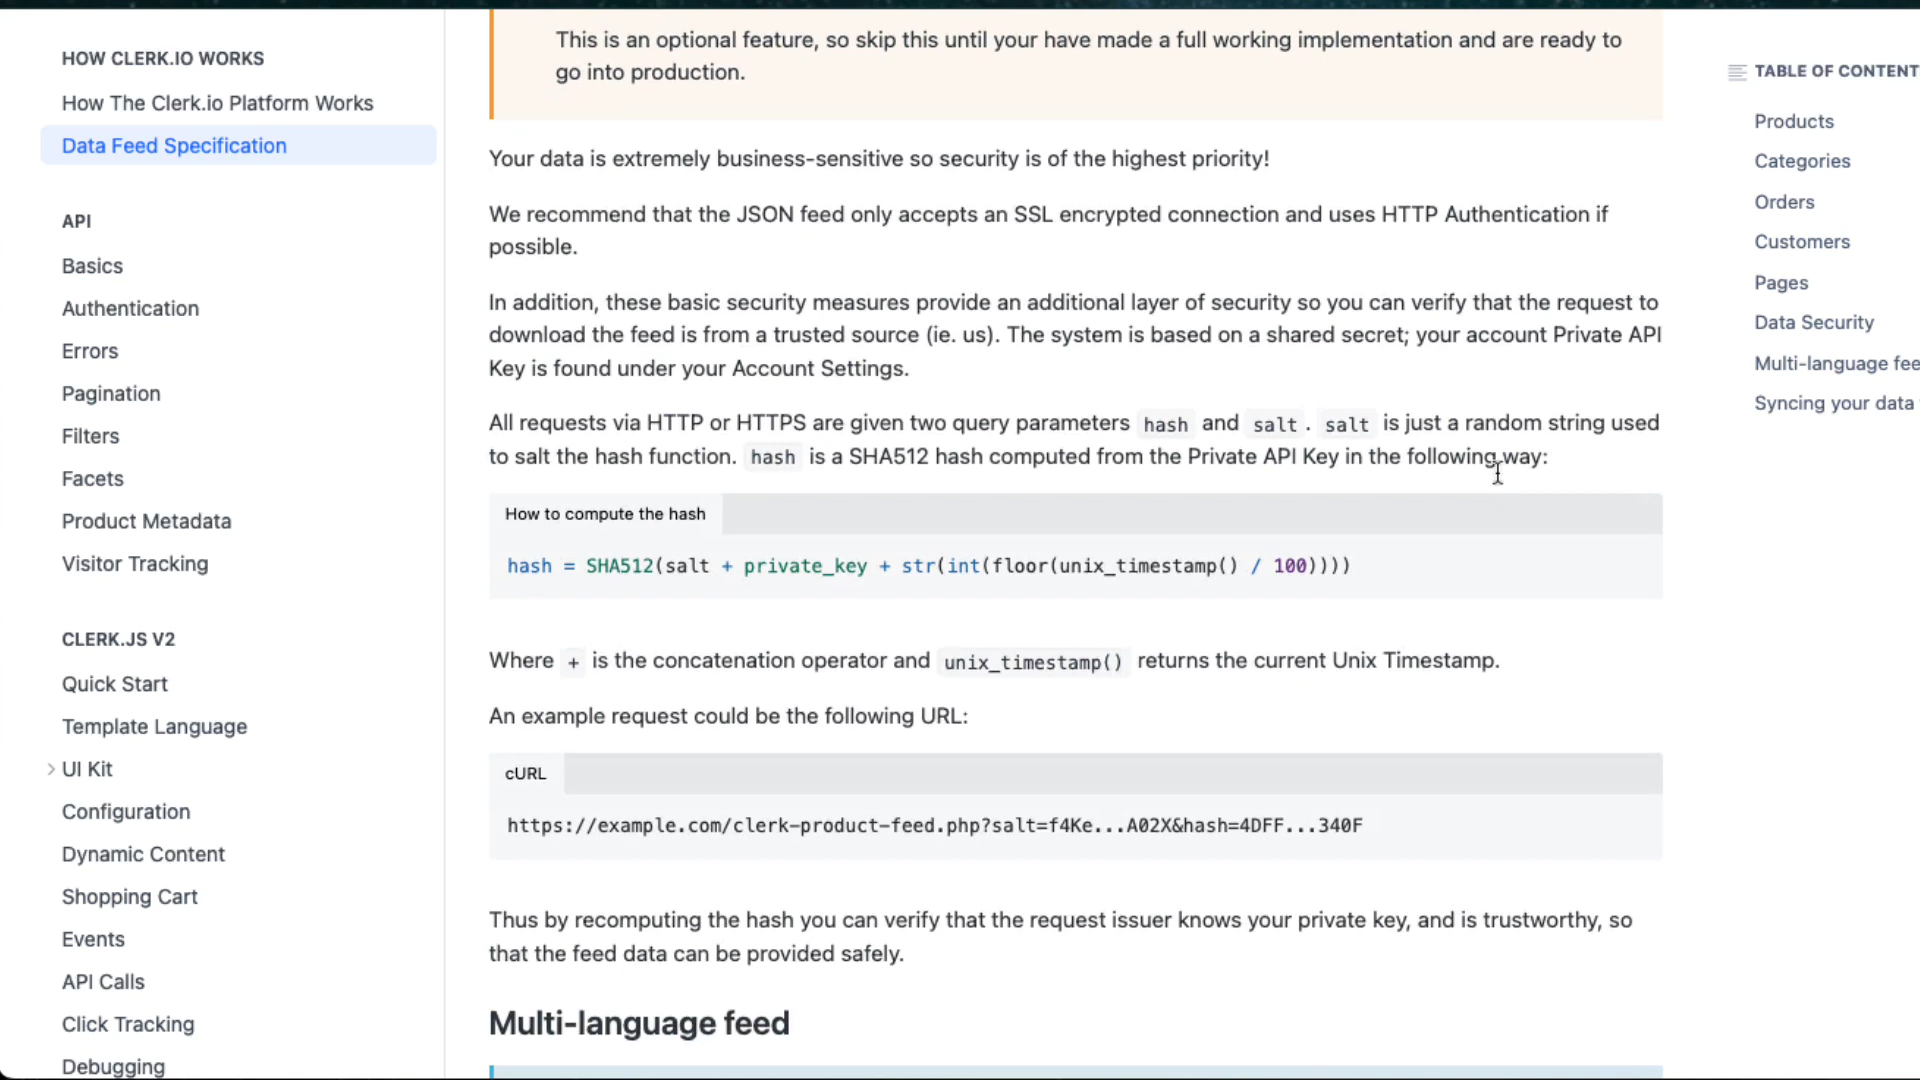 HOW CLERK.IO WORKS
How The Clerk.io Platform Works
Data Feed Specification
API
Basics
Authentication
Errors
Pagination
Filters
Facets
Product Metadata
Visitor Tracking
CLERK.JS V2
Quick Start
Template Language
UI Kit
Configuration
Dynamic Content
Shopping Cart
Events
API Calls
Click Tracking
Debugging
This is an optional feature, so skip this until your have made a full working implementation and are ready to
go into production.
Your data is extremely business-sensitive so security is of the highest priority!
We recommend that the JSON feed only accepts an SSL encrypted connection and uses HTTP Authentication if
possible.
In addition, these basic security measures provide an additional layer of security so you can verify that the request to
download the feed is from a trusted source (ie. us). The system is based on a shared secret; your account Private API
Key is found under your Account Settings.
All requests via HTTP or HTTPS are given two query parameters hash and salt. salt is just a random string used
to salt the hash function. hash is a SHA512 hash computed from the Private API Key in the following way:
How to compute the hash
hash = SHA512(salt + private_key + str(int(floor(unix_timestamp() / 100))))
Where + is the concatenation operator and unix_timestamp() returns the current Unix Timestamp.
An example request could be the following URL:
cURL
https://example.com/clerk-product-feed.php?salt=f4Ke...A02X&hash=4DFF...340F
Thus by recomputing the hash you can verify that the request issuer knows your private key, and is trustworthy, so
that the feed data can be provided safely.
Multi-language feed
TABLE OF CONTENT
Products
Categories
Orders
Customers
Pages
Data Security
Multi-language fee
Syncing your data